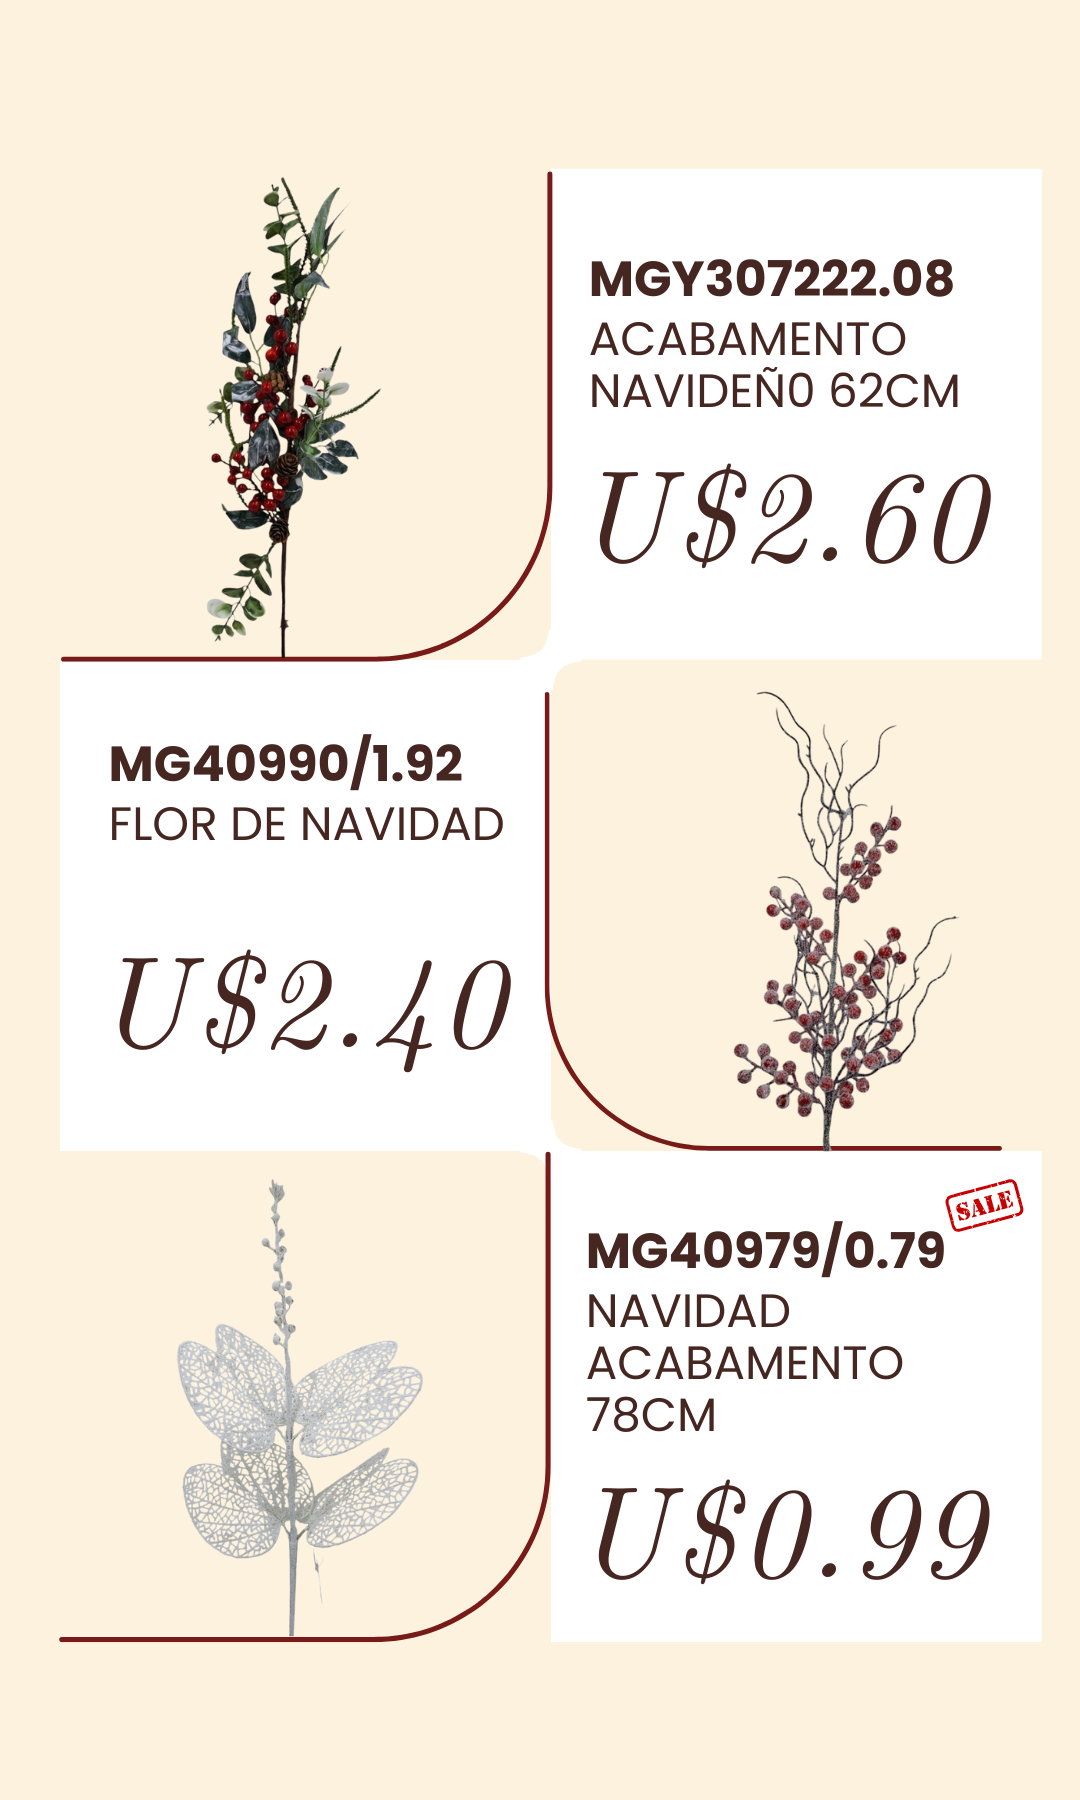 MGY307222.08
ACABAMENTO
NAVIDEÑ0 62CM
U$2.60
MG40990/1.92
FLOR DE NAVIDAD
U$2.40
SALE
MG40979/0.79
NAVIDAD
ACABAMENTO
78CM
U$0.99